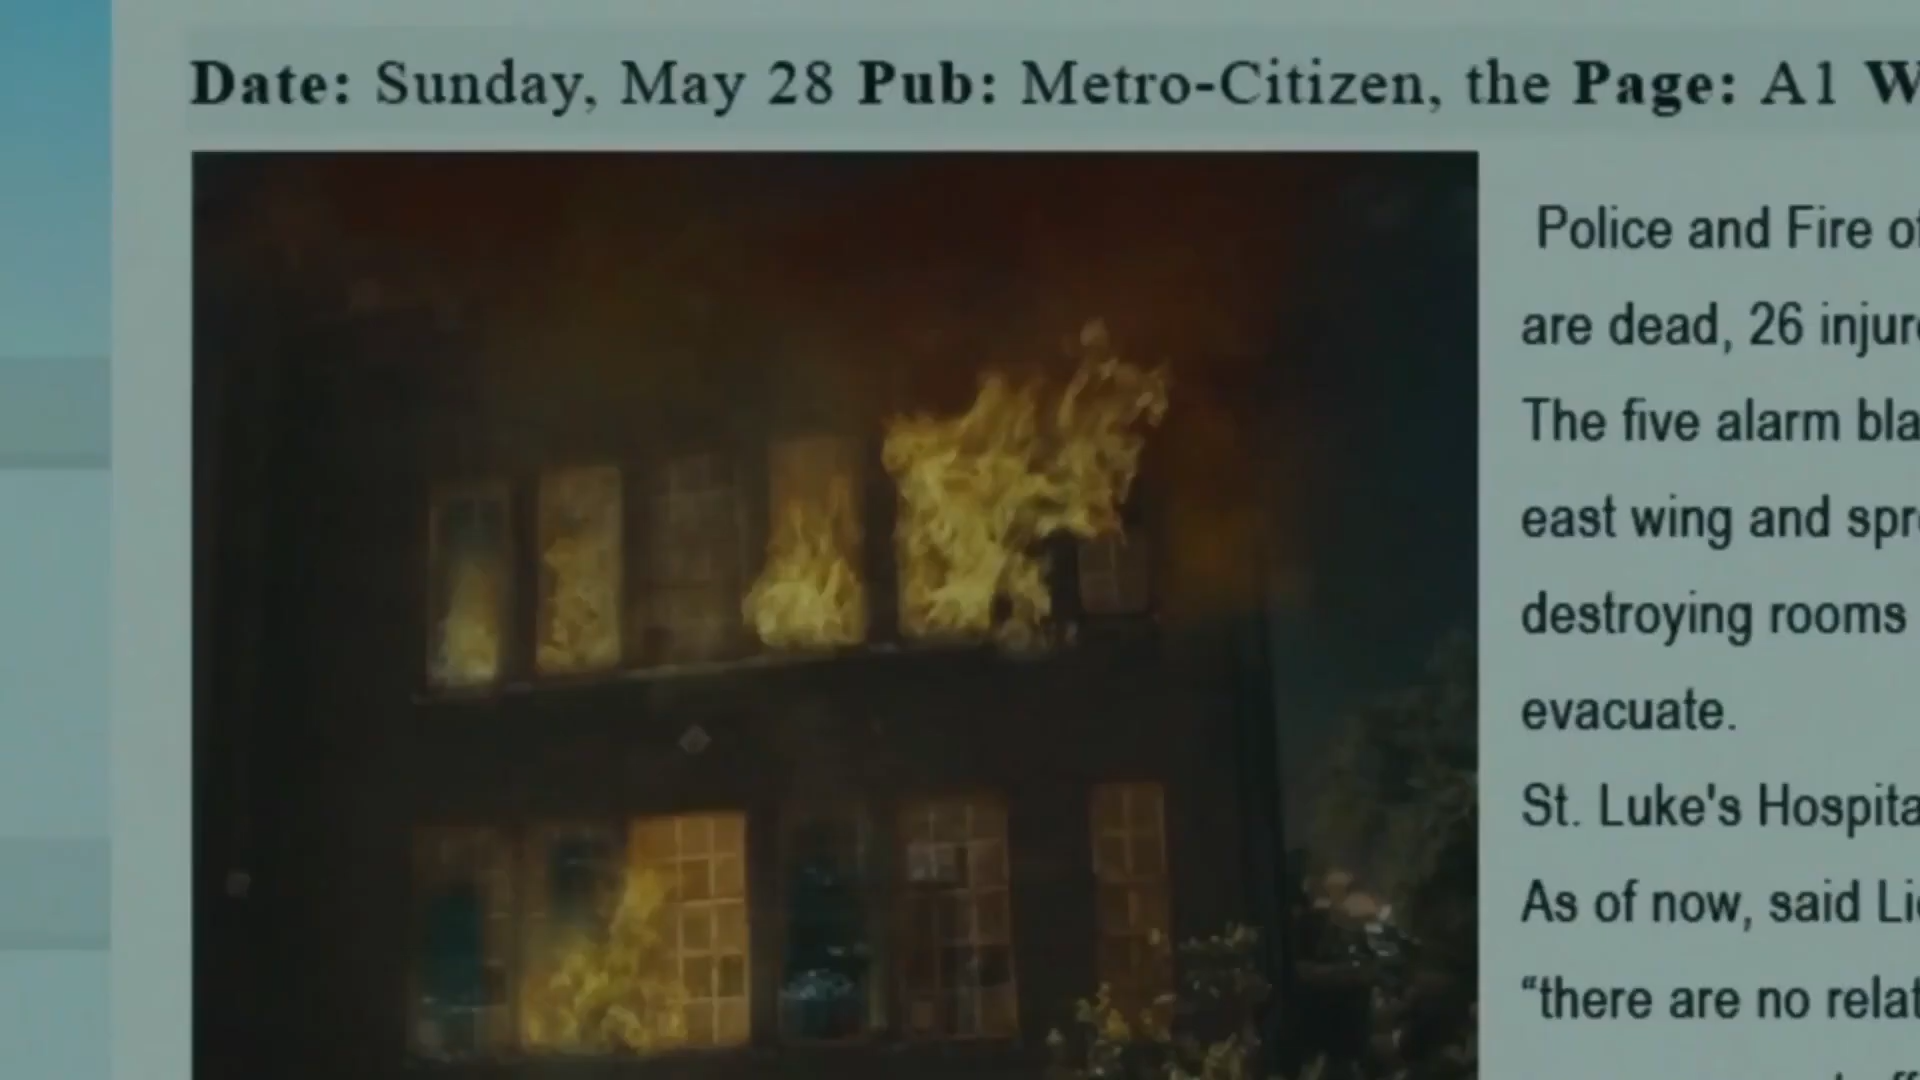 Date: Sunday, May 28 Pub: Metro-Citizen, the Page: A1
Police and Fire
are dead, 26
The five alarm
east wing and
destroying rooms
evacuate.
St. Luke's
As of now, said
“there are no